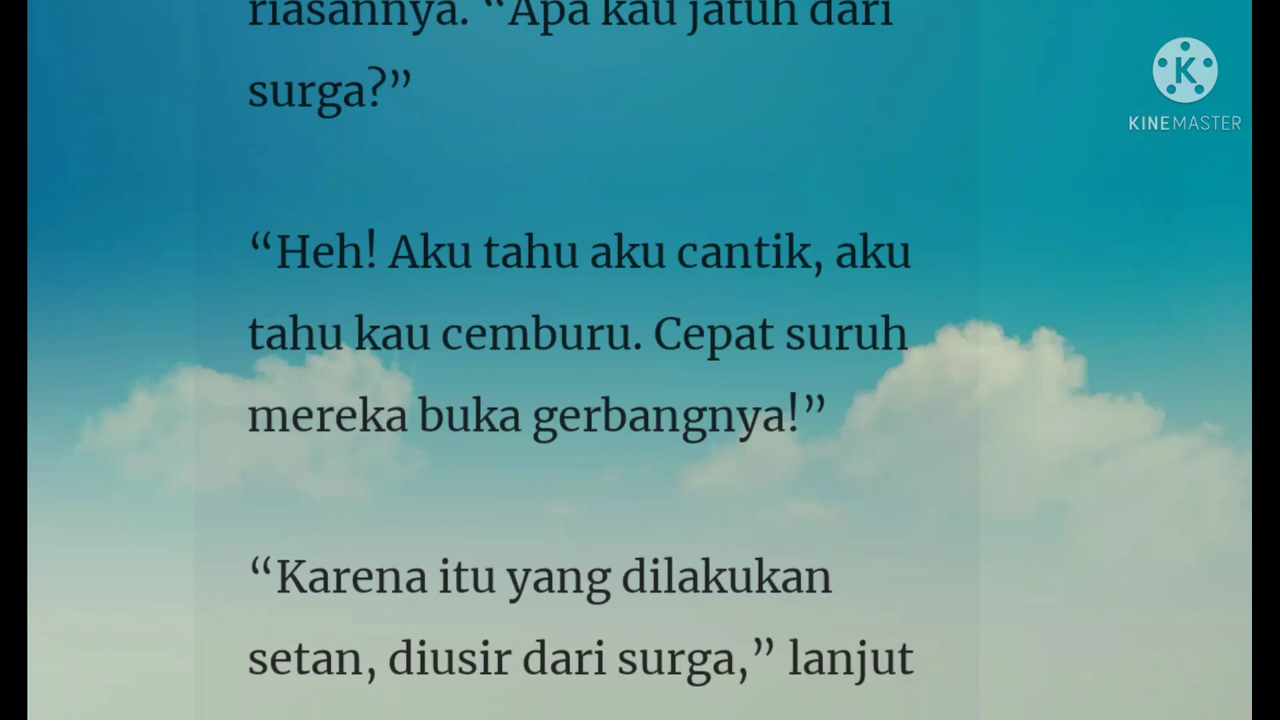 riasannya. “Apa kau jatuh dari
surga?”
“Heh! Aku tahu aku cantik, aku
tahu kau cemburu. Cepat suruh
mereka buka gerbangnya!”
“Karena itu yang dilakukan
setan, diusir dari surga,” lanjut
K
KINEMASTER